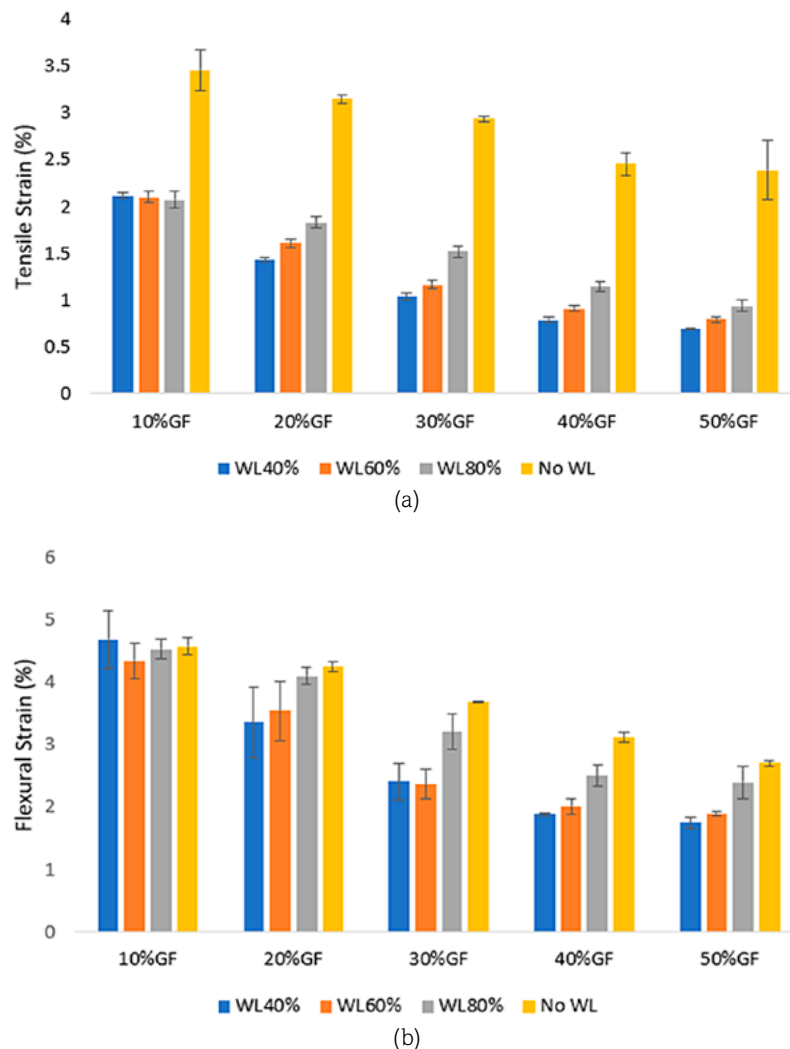 4
3.5
3
2.5
2
1.5
1
0.5
0
Tensile Strain (%)
10%GF 20%GF 30%GF 40%GF 50%GF
WL40% WL60% WL80% No WL
(a)
6
5
4
3
2
1
0
Flexural Strain (%)
10%GF 20%GF 30%GF 40%GF 50%GF
WL40% WL60% WL80% No WL
(b)